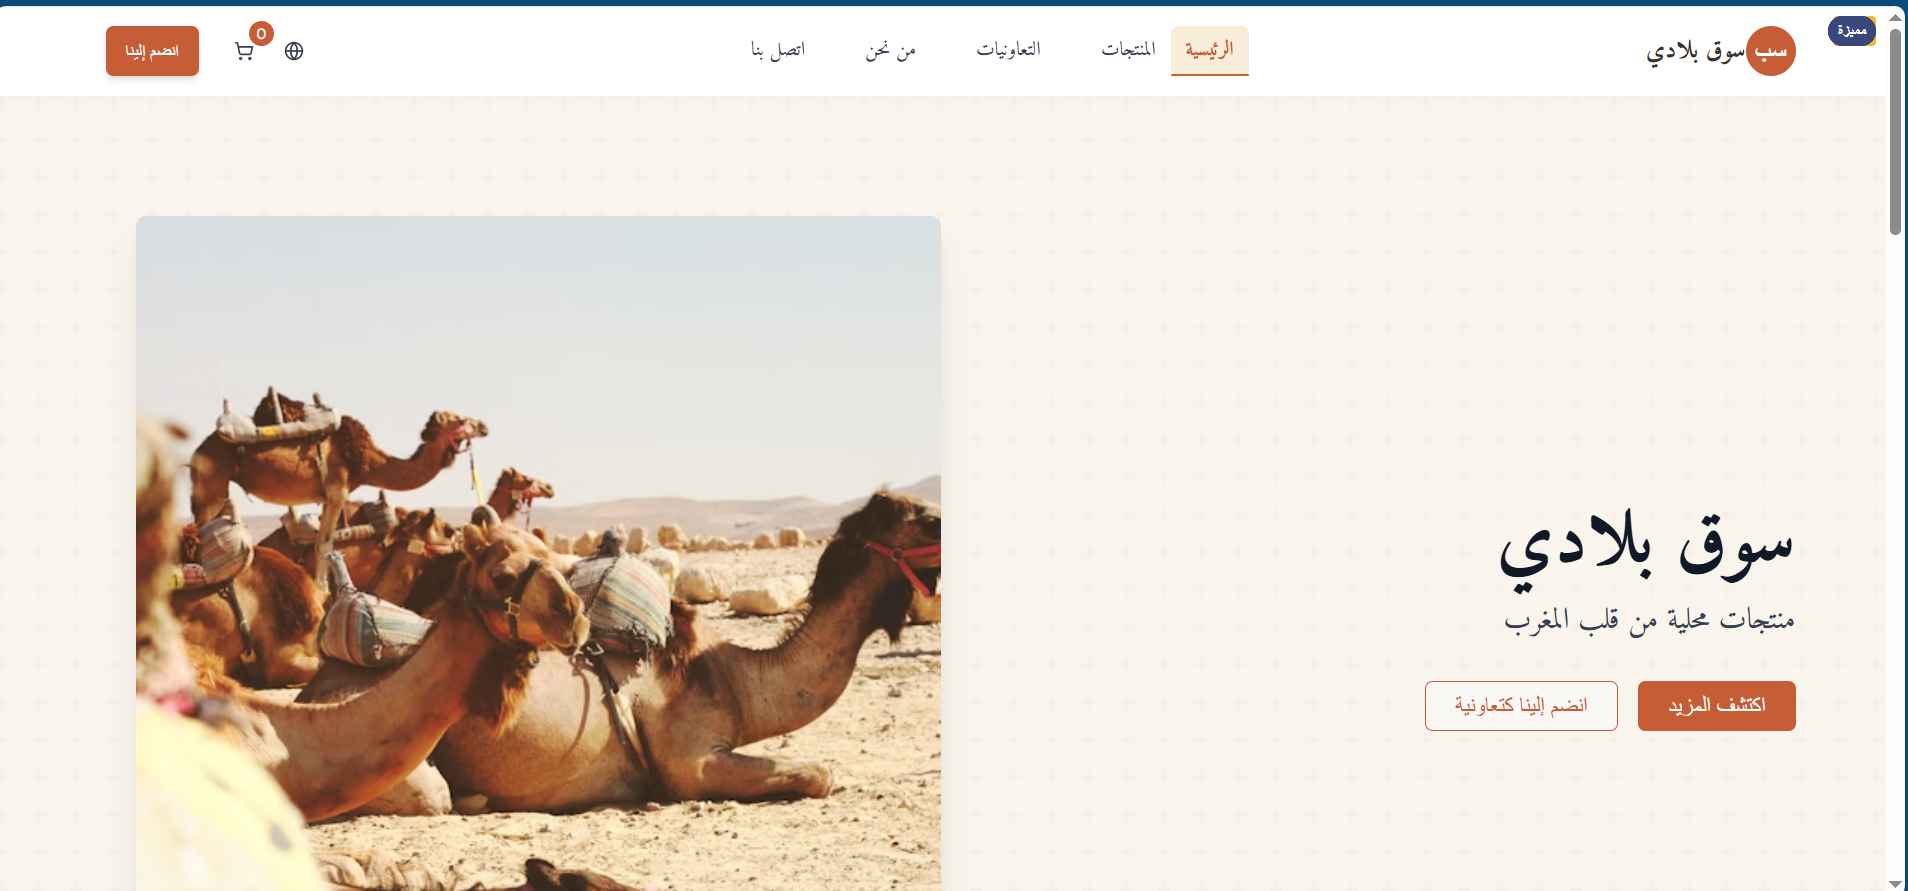 مميزة
سب
سوق بلادي
الرئيسية
المنتجات
التعاونيات
من نحن
اتصل بنا
0
انضم إلينا
سوق بلادي
منتجات محلية من قلب المغرب
اكتشف المزيد
انضم إلينا كتعاونية